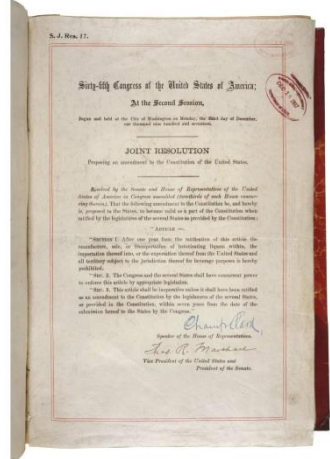 S. J. Res. 17.
Sixty-fifth Congress of the United States of America;
At the Second Session,
Begun and held at the City of Washington on Monday, the third day of December,
one thousand nine hundred and seventeen.
JOINT RESOLUTION
Proposing an amendment to the Constitution of the United States.
Resolved by the Senate and House of Representatives of the United
States of America in Congress assembled (two-thirds of each House concur-
ring therein), That the following amendment to the Constitution be, and hereby
is, proposed to the States, to become valid as a part of the Constitution when
ratified by the legislatures of the several States as provided by the Constitution:
"Article —.
"Section 1. After one year from the ratification of this article the
manufacture, sale, or transportation of intoxicating liquors within, the
importation thereof into, or the exportation thereof from the United States and
all territory subject to the jurisdiction thereof for beverage purposes is hereby
prohibited.
"Sec. 2. The Congress and the several States shall have concurrent power
to enforce this article by appropriate legislation.
"Sec. 3. This article shall be inoperative unless it shall have been ratified
as an amendment to the Constitution by the legislatures of the several States,
as provided in the Constitution, within seven years from the date of the
submission hereof to the States by the Congress."
Champ Clark
Speaker of the House of Representatives.
Thos. R. Marshall
Vice President of the United States and
President of the Senate.